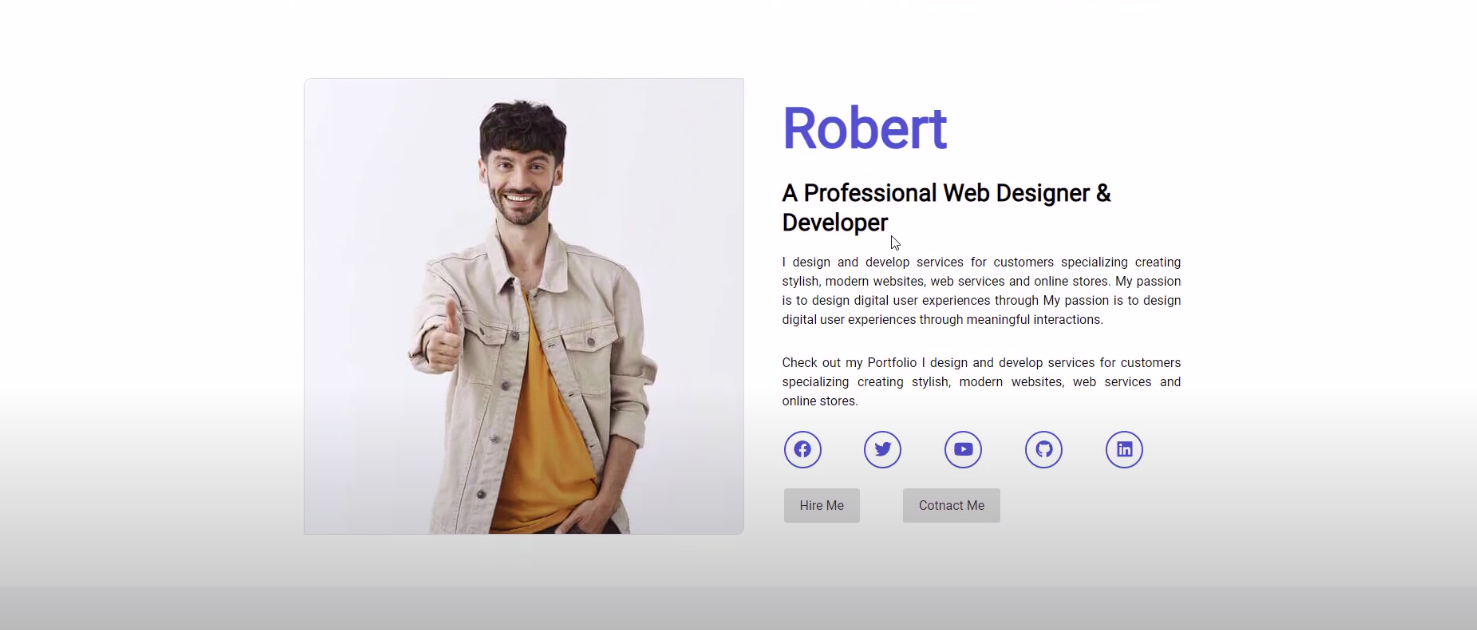 Robert
A Professional Web Designer &
Developer
I design and develop services for customers specializing creating
stylish, modern websites, web services and online stores. My passion
is to design digital user experiences through My passion is to design
digital user experiences through meaningful interactions.
Check out my Portfolio I design and develop services for customers
specializing creating stylish, modern websites, web services and
online stores.
Hire Me
Cotnact Me